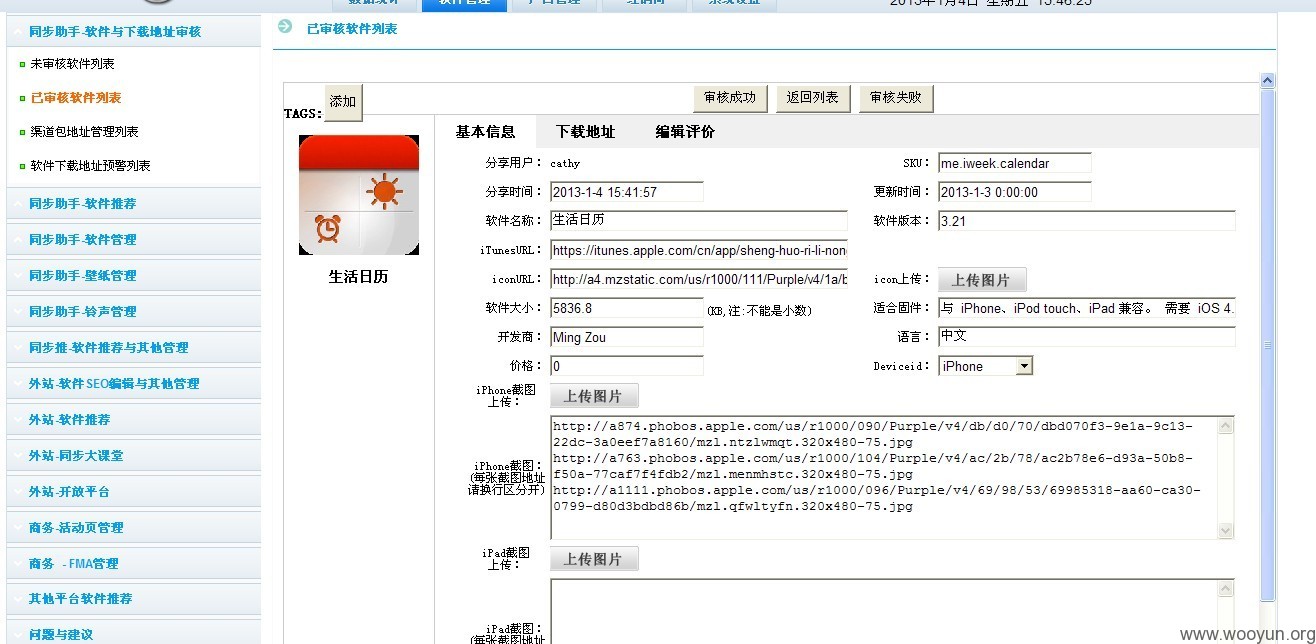 软件管理
2013年1月4日 星期五 15:46:25
同步助手-软件与下载地址审核
未审核软件列表
已审核软件列表
渠道包地址管理列表
软件下载地址预警列表
同步助手-软件推荐
同步助手-软件管理
同步助手-壁纸管理
同步助手-铃声管理
同步推-软件推荐与其他管理
外站-软件SEO编辑与其他管理
外站-软件推荐
外站-同步大课堂
外站-开放平台
商务-活动页管理
商务 -FMA管理
其他平台软件推荐
问题与建议
已审核软件列表
TAGS: 添加
审核成功 返回列表 审核失败
生活日历
基本信息 下载地址 编辑评价
分享用户： cathy
SKU： me.iweek.calendar
分享时间： 2013-1-4 15:41:57
更新时间： 2013-1-3 0:00:00
软件名称： 生活日历
软件版本： 3.21
iTunesURL： https://itunes.apple.com/cn/app/sheng-huo-ri-li-non
iconURL： http://a4.mzstatic.com/us/r1000/111/Purple/v4/1a/b
icon上传： 上传图片
软件大小： 5836.8 (KB,注:不能是小数)
适合固件： 与 iPhone、iPod touch、iPad 兼容。 需要 iOS 4.
开发商： Ming Zou
语言： 中文
价格： 0
Deviceid： iPhone
iPhone截图
上传： 上传图片
iPhone截图：
(每张截图地址
请换行区分开)
http://a874.phobos.apple.com/us/r1000/090/Purple/v4/db/d0/70/dbd070f3-9e1a-9c13-
22dc-3a0eef7a8160/mzl.ntzlwmqt.320x480-75.jpg
http://a763.phobos.apple.com/us/r1000/104/Purple/v4/ac/2b/78/ac2b78e6-d93a-50b8-
f50a-77caf7f4fdb2/mzl.menmhstc.320x480-75.jpg
http://a1111.phobos.apple.com/us/r1000/096/Purple/v4/69/98/53/69985318-aa60-ca30-
0799-d80d3bdbd86b/mzl.qfwltyfn.320x480-75.jpg
iPad截图
上传： 上传图片
iPad截图：
(每张截图地址
www.wooyun.org